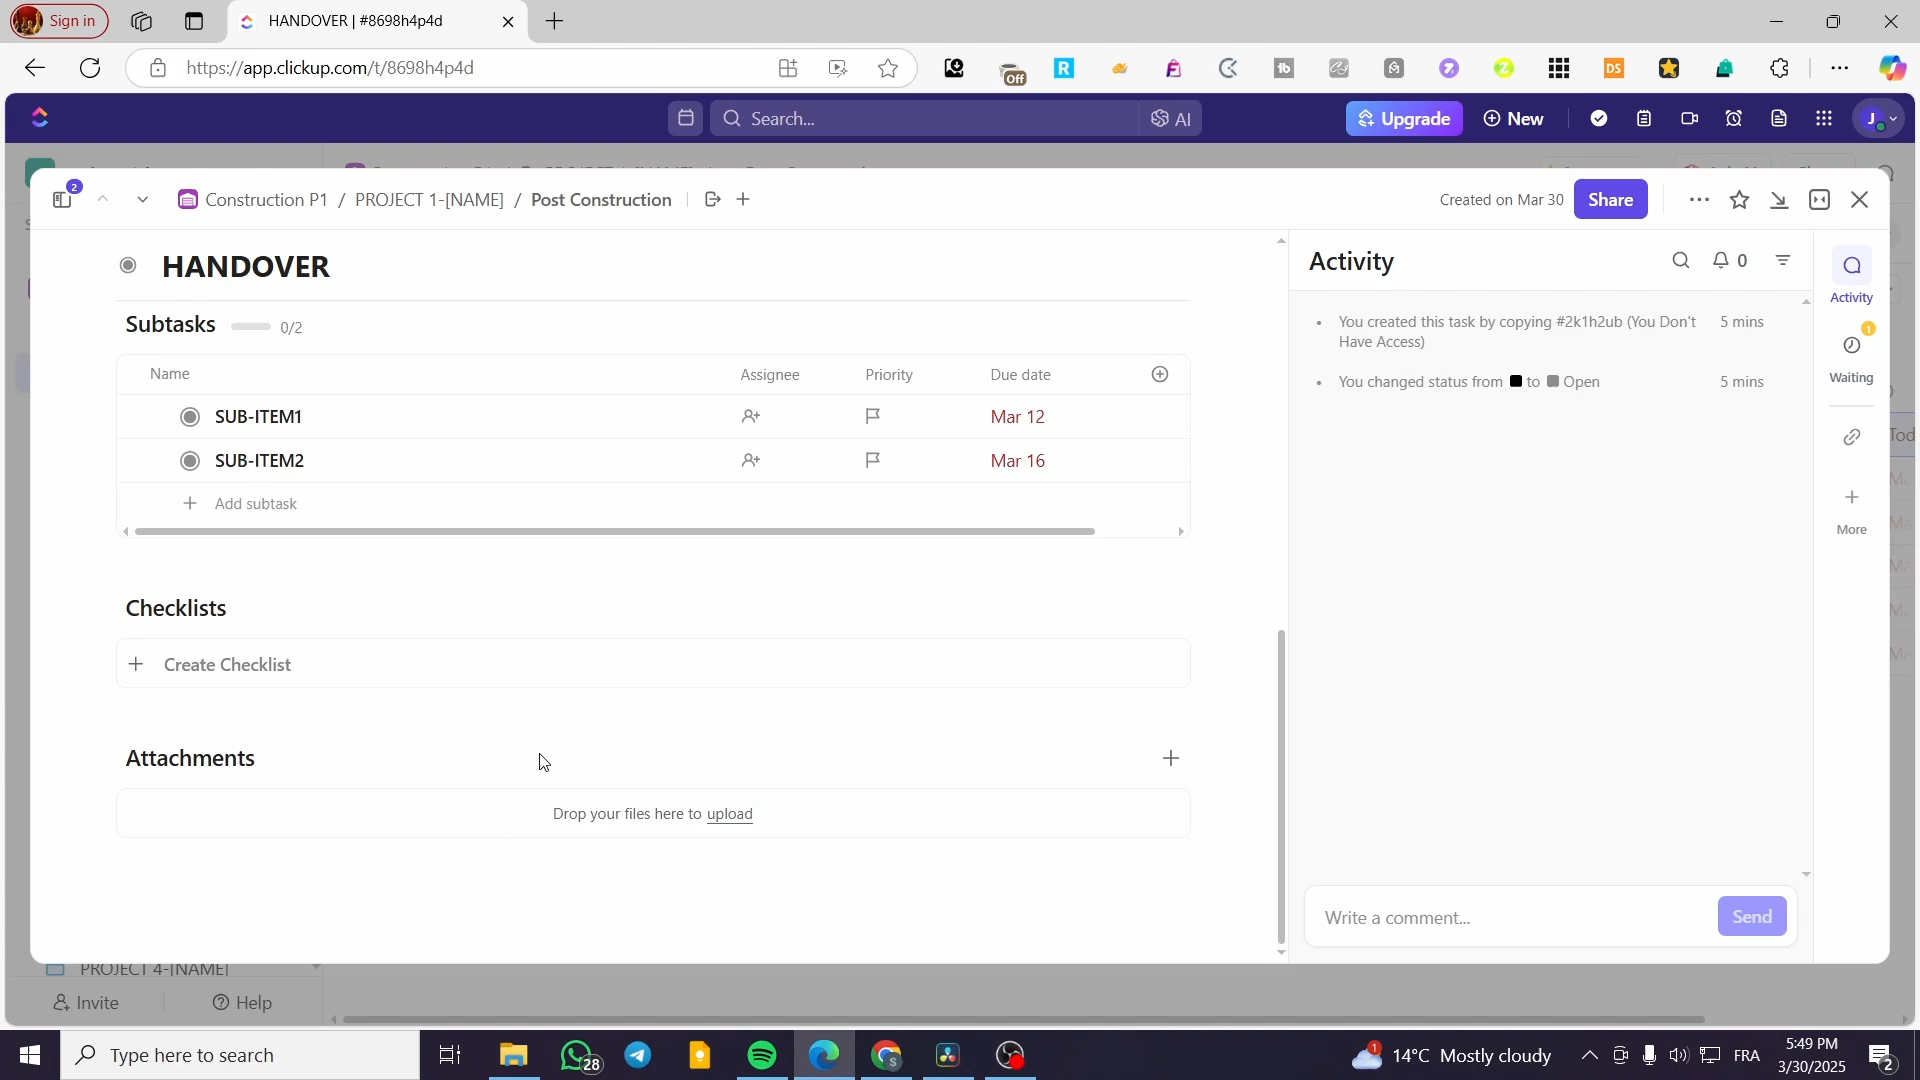 Sign in
HANDOVER | #8698h4p4d
https://app.clickup.com/t/8698h4p4d
Off
Search...
AI
Upgrade
New
J
2
Construction P1 / PROJECT 1-[NAME] / Post Construction
Created on Mar 30
Share
HANDOVER
Subtasks 0/2
Name Assignee Priority Due date
SUB-ITEM1 Mar 12
SUB-ITEM2 Mar 16
Add subtask
Checklists
Create Checklist
Attachments
Drop your files here to upload
Activity
0
You created this task by copying #2k1h2ub (You Don't Have Access) 5 mins
You changed status from to Open 5 mins
Activity
1
Waiting
More
Write a comment...
Send
Tod
PROJECT 4-[NAME]
Invite
Help
Type here to search
28
1
14°C Mostly cloudy
FRA
5:49 PM
3/30/2025
2